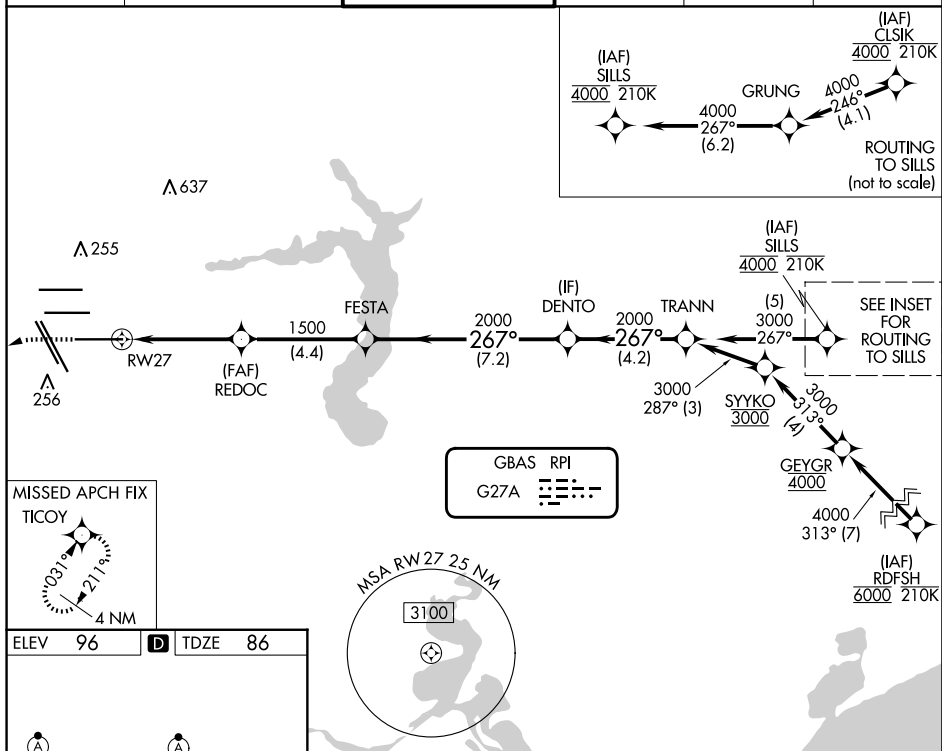 (IAF)
CLSIK
4000 210K
(IAF)
SILLS
4000 210K
GRUNG
4000
246°
(4.1)
4000
267°
(6.2)
ROUTING
TO SILLS
(not to scale)
637
255
256
(IAF)
SILLS
4000 210K
SEE INSET
FOR
ROUTING
TO SILLS
RW27
(FAF)
REDOC
1500
(4.4)
FESTA
2000
267°
(7.2)
(IF)
DENTO
2000
267°
(4.2)
TRANN
(5)
3000
267°
3000
287° (3)
SYYKO
3000
3000
313°
(4)
GEYGR
4000
4000
313° (7)
(IAF)
RDFSH
6000 210K
GBAS RPI
G27A
MISSED APCH FIX
TICOY
031°
211°
4 NM
MSA RW27 25 NM
3100
ELEV 96 D TDZE 86
A
A